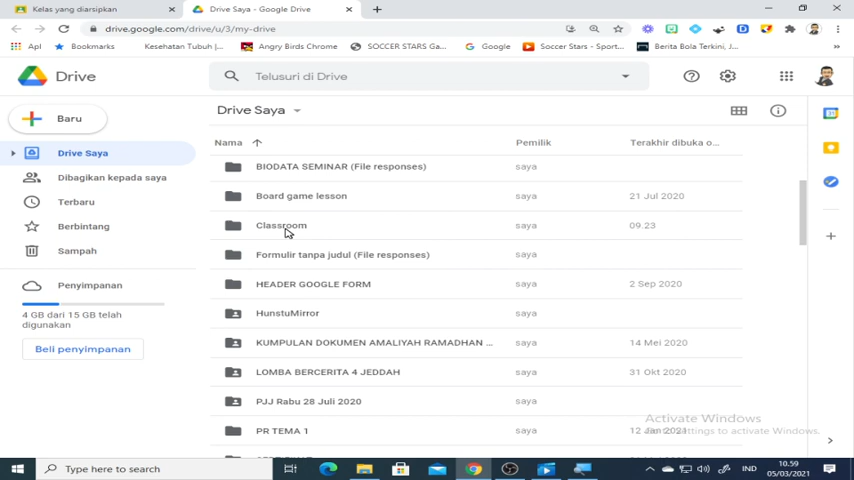 Kelas yang diarsipkan
Drive Saya - Google Drive
drive.google.com/drive/u/3/my-drive
Apl
Bookmarks
Kesehatan Tubuh |...
Angry Birds Chrome
SOCCER STARS Ga...
Google
Soccer Stars - Sport...
Berita Bola Terkini, J...
Drive
Telusuri di Drive
Baru
Drive Saya
Nama
Pemilik
Terakhir dibuka o...
Drive Saya
Dibagikan kepada saya
Terbaru
Berbintang
Sampah
Penyimpanan
4 GB dari 15 GB telah
digunakan
Beli penyimpanan
BIODATA SEMINAR (File responses) saya
Board game lesson saya 21 Jul 2020
Classroom saya 09.23
Formulir tanpa judul (File responses) saya
HEADER GOOGLE FORM saya 2 Sep 2020
HunstuMirror saya
KUMPULAN DOKUMEN AMALIYAH RAMADHAN ... saya 14 Mei 2020
LOMBA BERCERITA 4 JEDDAH saya 31 Okt 2020
PJJ Rabu 28 Juli 2020 saya
PR TEMA 1 saya 12 Jan 2021
Activate Windows
Go to Settings to activate Windows.
Type here to search
IND
10.59
05/03/2021